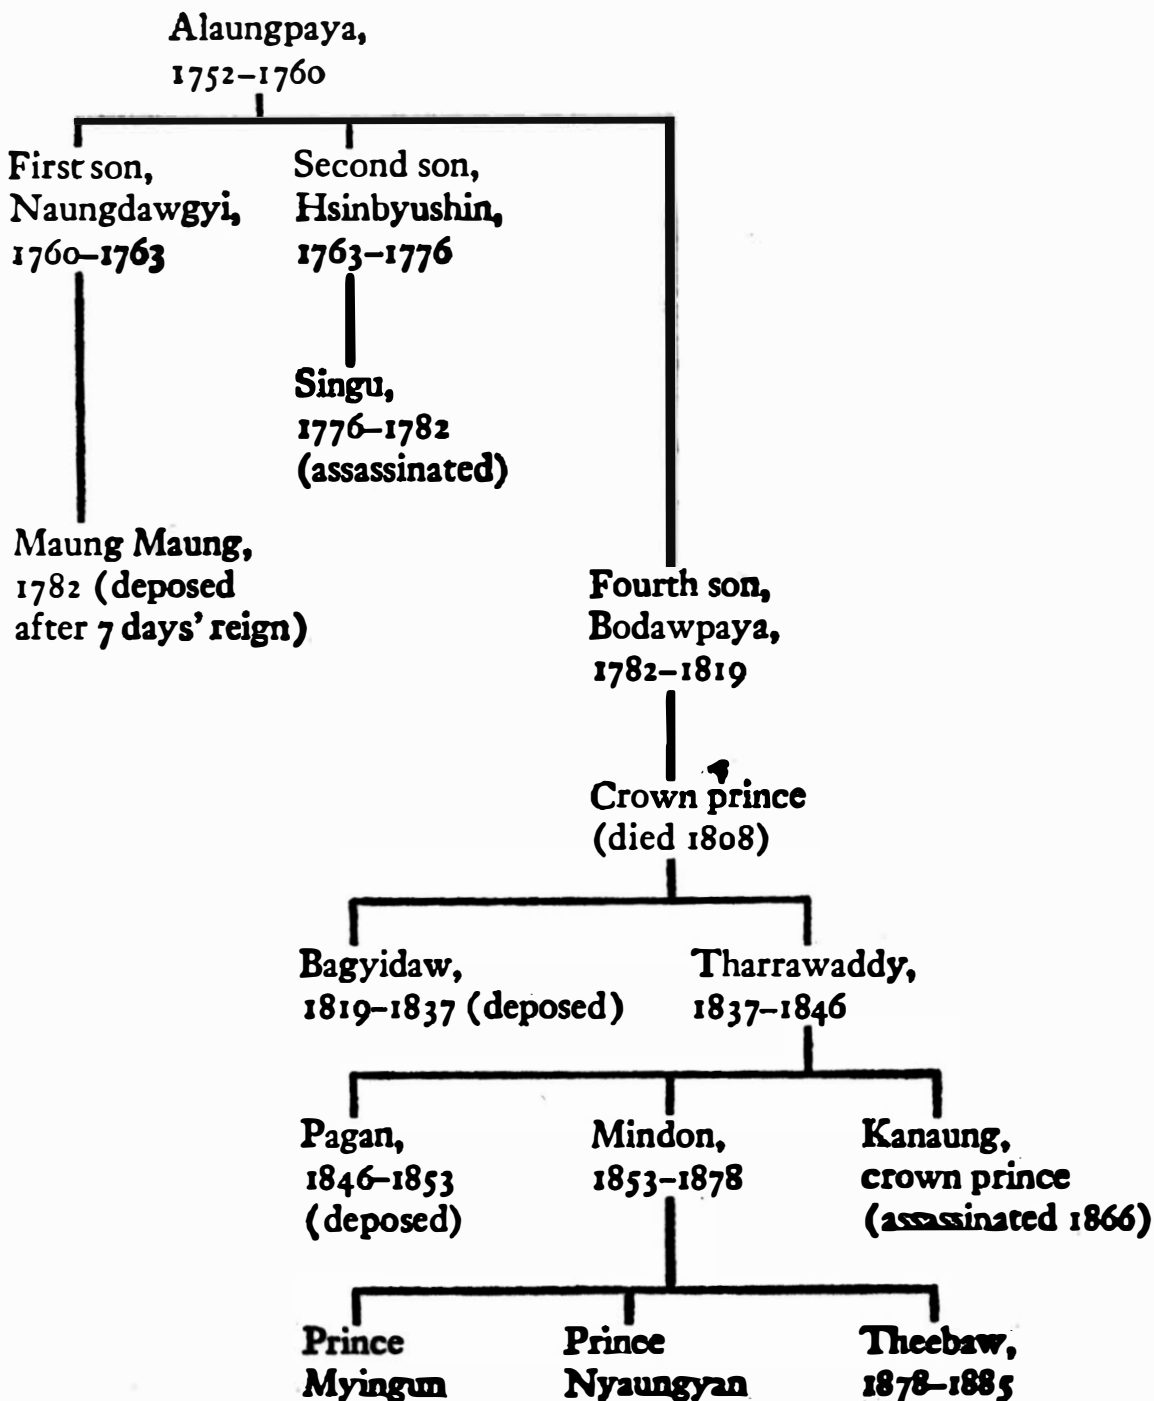 Alaungpaya,
1752–1760
First son,
Naungdawgyi,
1760–1763
Second son,
Hsinbyushin,
1763–1776
Singu,
1776–1782
(assassinated)
Maung Maung,
1782 (deposed
after 7 days' reign)
Fourth son,
Bodawpaya,
1782–1819
Crown prince
(died 1808)
Bagyidaw,
1819–1837 (deposed)
Tharrawaddy,
1837–1846
Pagan,
1846–1853
(deposed)
Mindon,
1853–1878
Kanaung,
crown prince
(assassinated 1866)
Prince
Myingun
Prince
Nyaungyan
Theebaw,
1878–1885